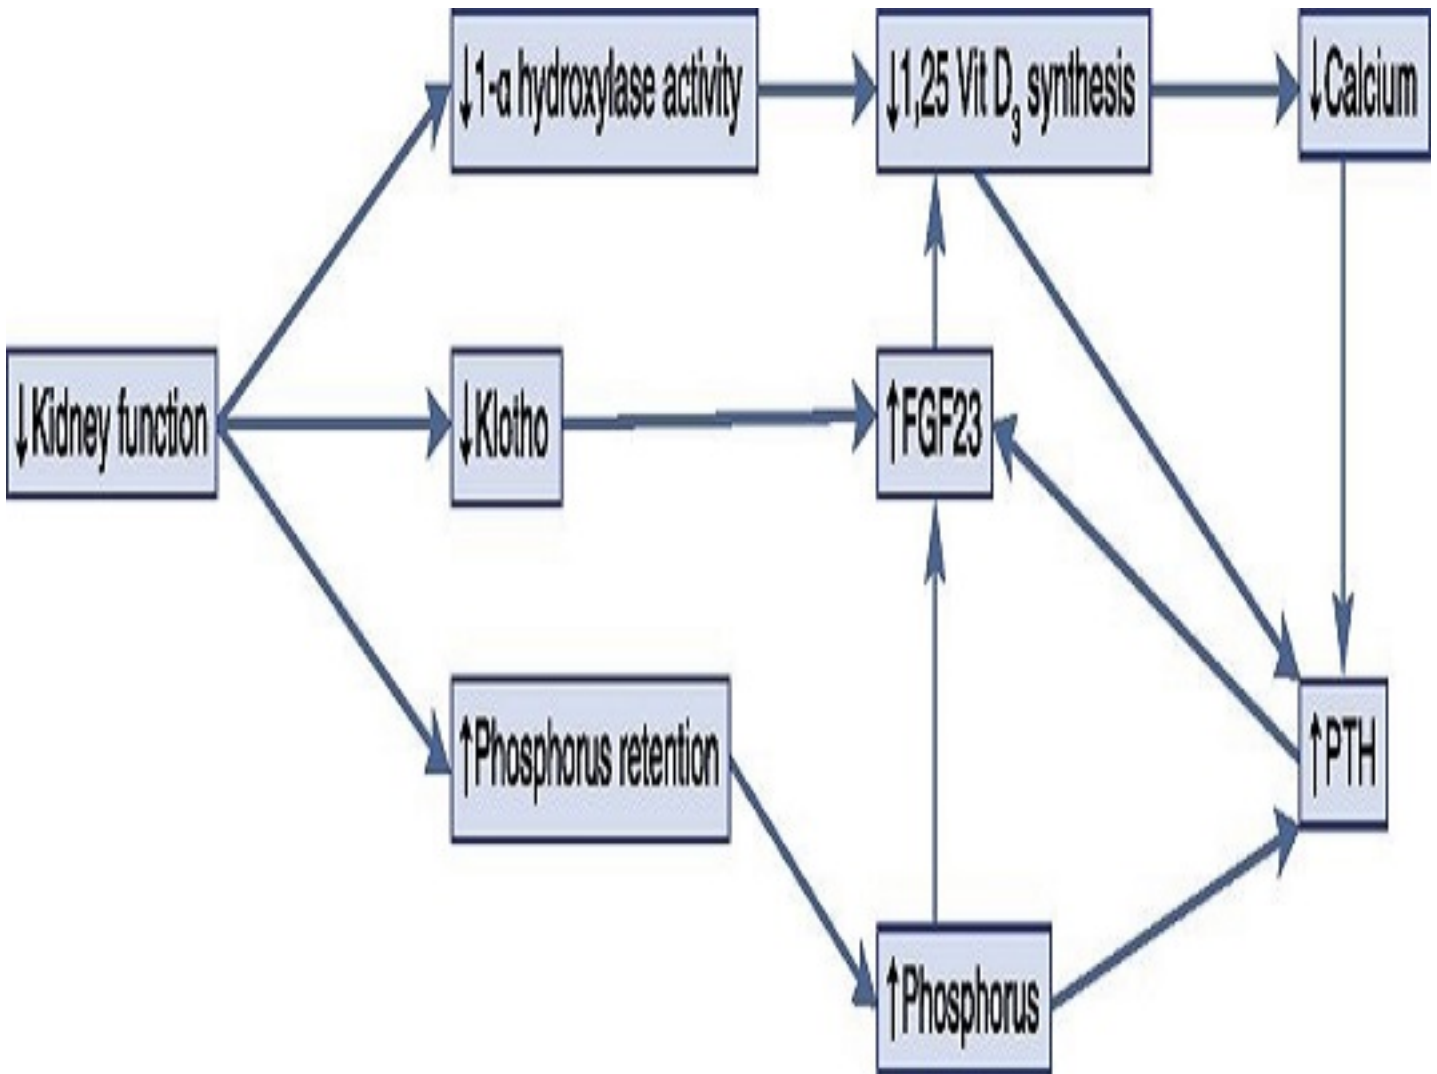 ↓1-α hydroxylase activity
↓1,25 Vit D₃ synthesis
↓Calcium
↓Kidney function
↓Klotho
↑FGF23
↑Phosphorus retention
↑PTH
↑Phosphorus